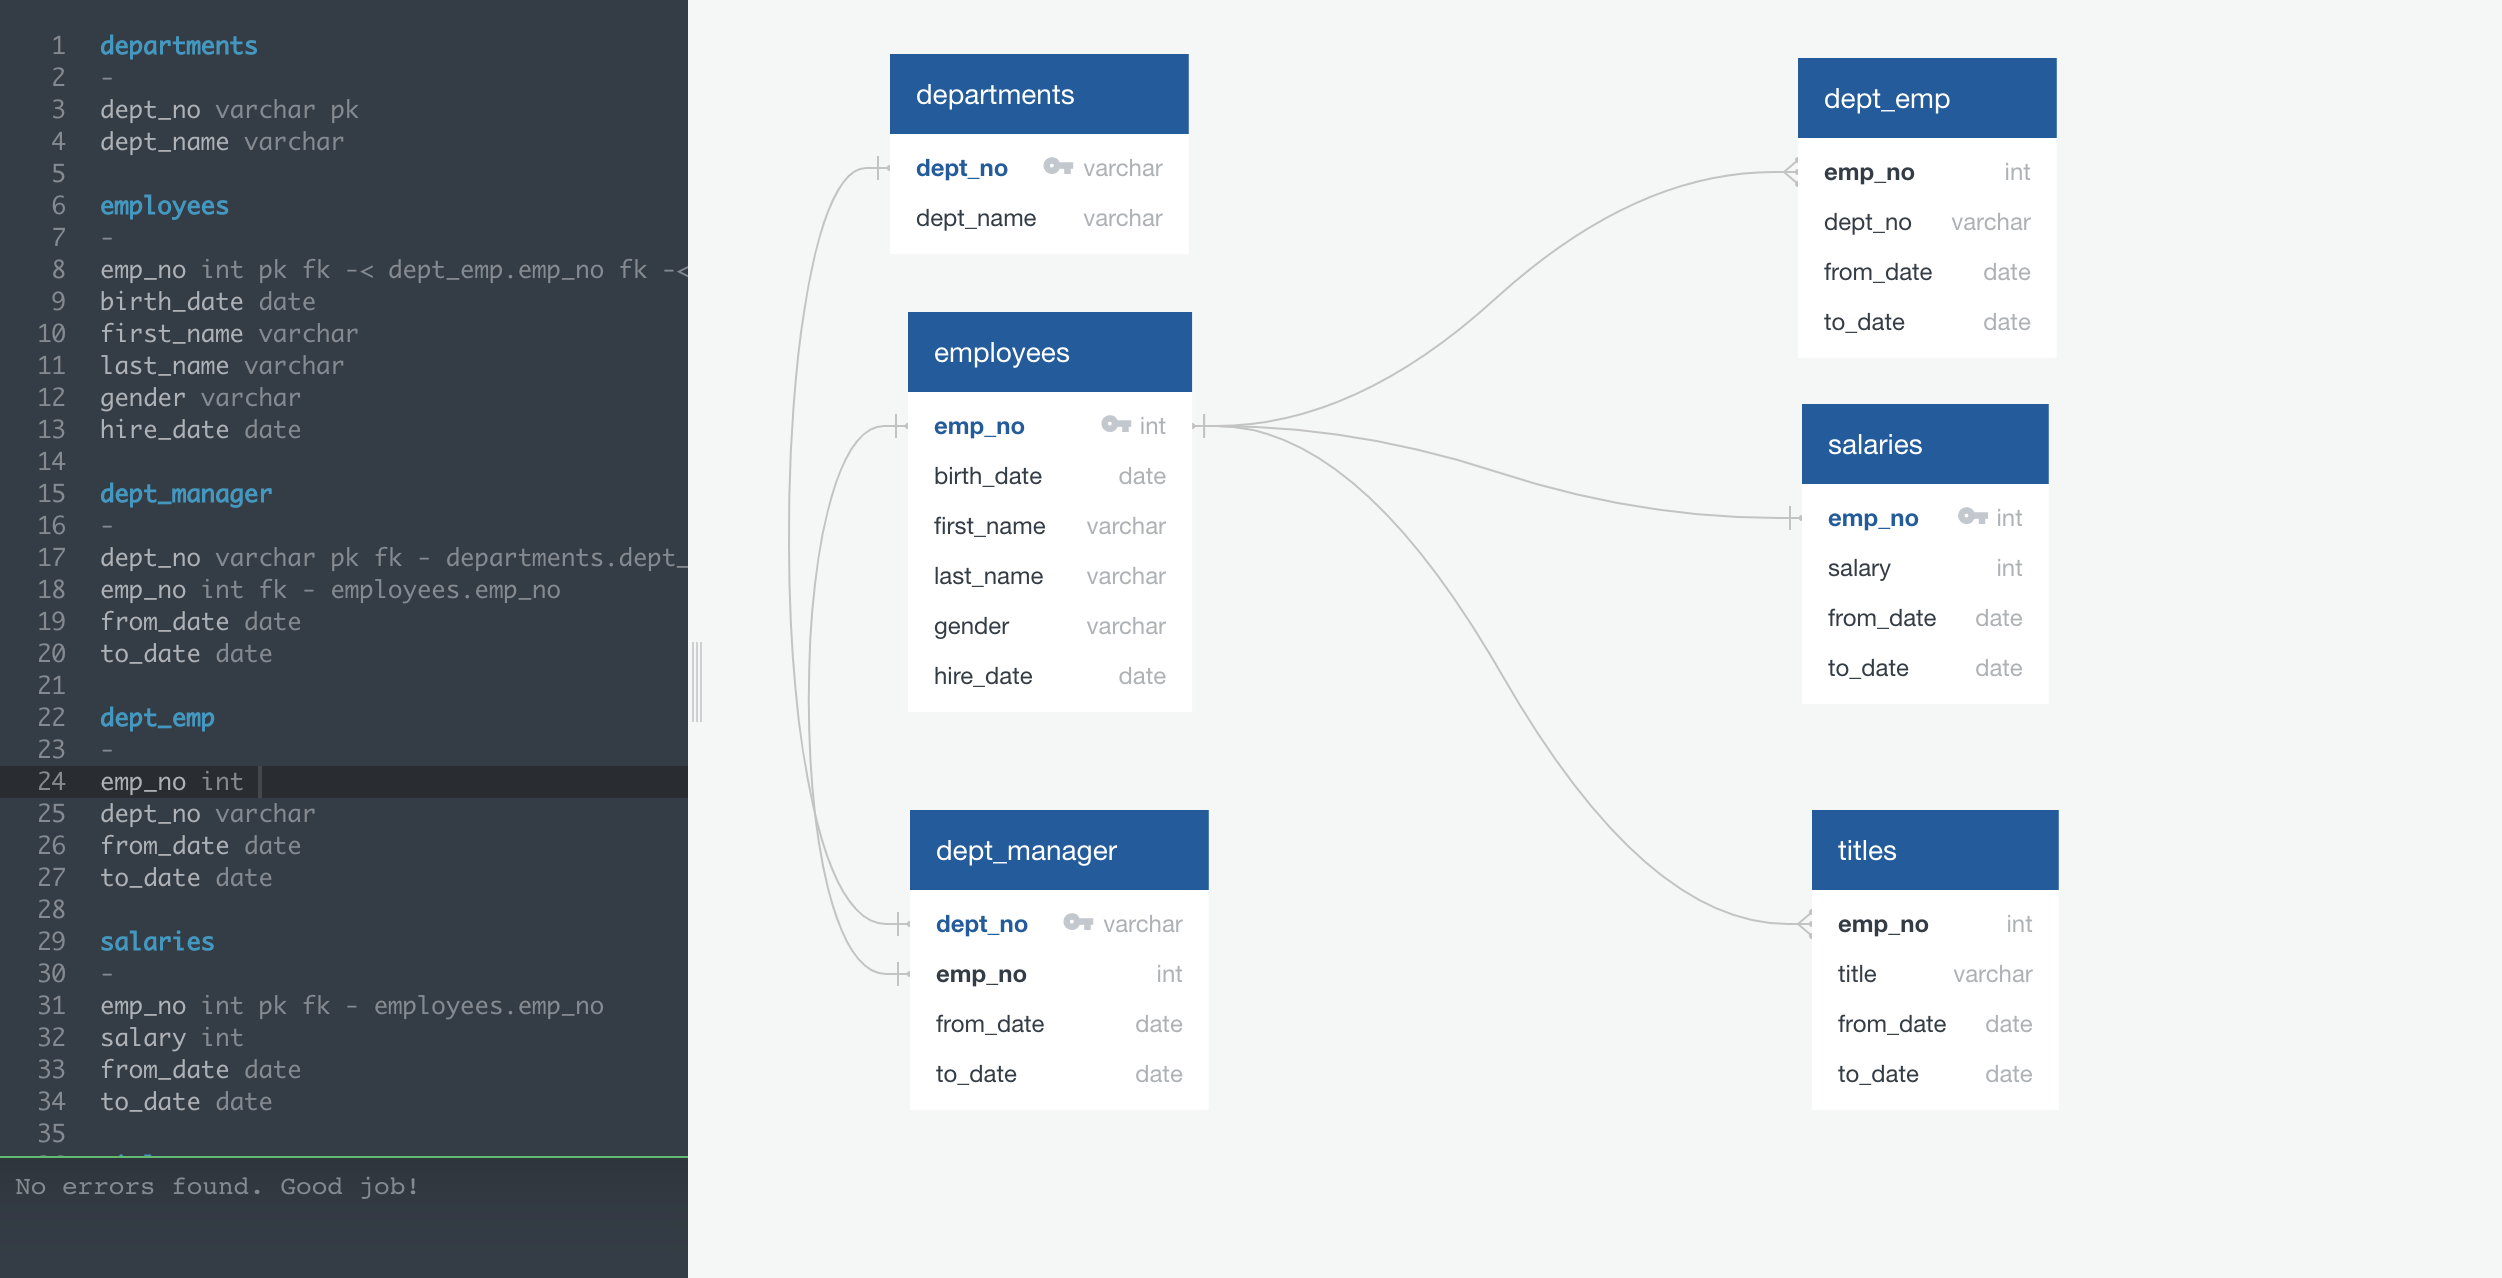 1 departments
2 -
3 dept_no varchar pk
4 dept_name varchar
5
6 employees
7 -
8 emp_no int pk fk -< dept_emp.emp_no fk -<
9 birth_date date
10 first_name varchar
11 last_name varchar
12 gender varchar
13 hire_date date
14
15 dept_manager
16 -
17 dept_no varchar pk fk - departments.dept_
18 emp_no int fk - employees.emp_no
19 from_date date
20 to_date date
21
22 dept_emp
23 -
24 emp_no int
25 dept_no varchar
26 from_date date
27 to_date date
28
29 salaries
30 -
31 emp_no int pk fk - employees.emp_no
32 salary int
33 from_date date
34 to_date date
35
No errors found. Good job!
departments
dept_no varchar
dept_name varchar
employees
emp_no int
birth_date date
first_name varchar
last_name varchar
gender varchar
hire_date date
dept_manager
dept_no varchar
emp_no int
from_date date
to_date date
dept_emp
emp_no int
dept_no varchar
from_date date
to_date date
salaries
emp_no int
salary int
from_date date
to_date date
titles
emp_no int
title varchar
from_date date
to_date date